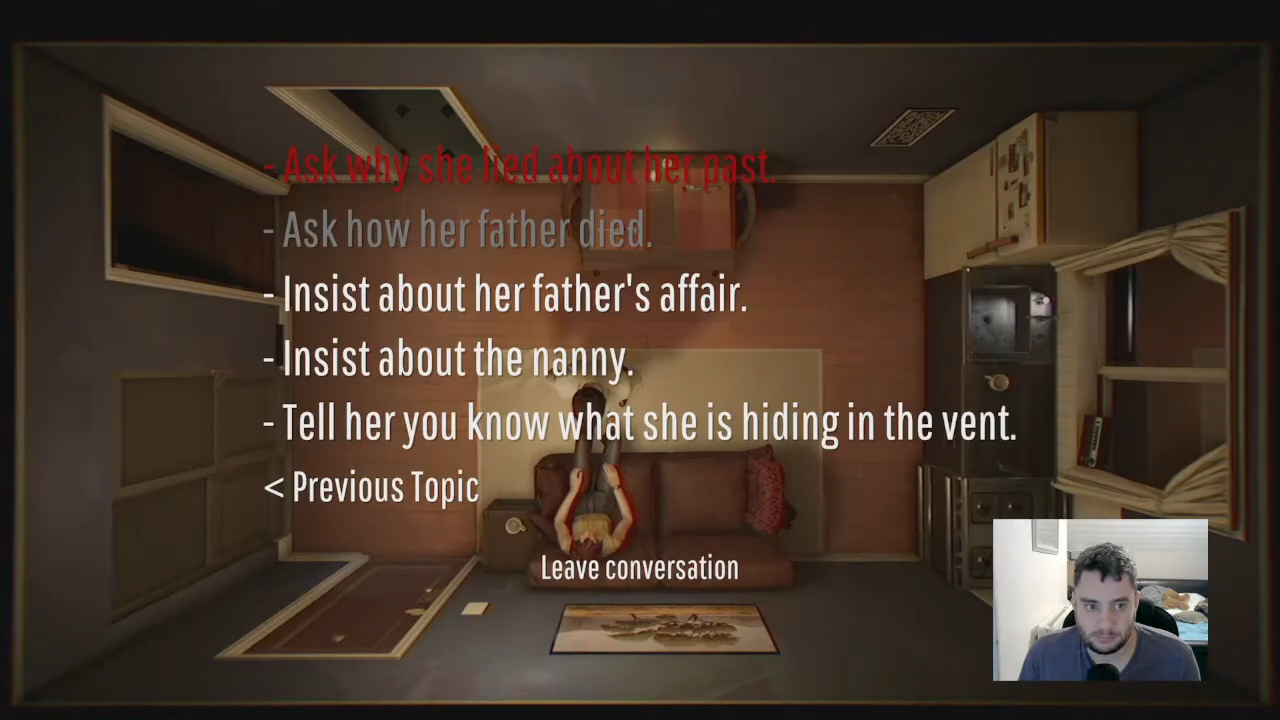 - Ask why she lied about her past.
- Ask how her father died.
- Insist about her father's affair.
- Insist about the nanny.
- Tell her you know what she is hiding in the vent.
< Previous Topic
Leave conversation